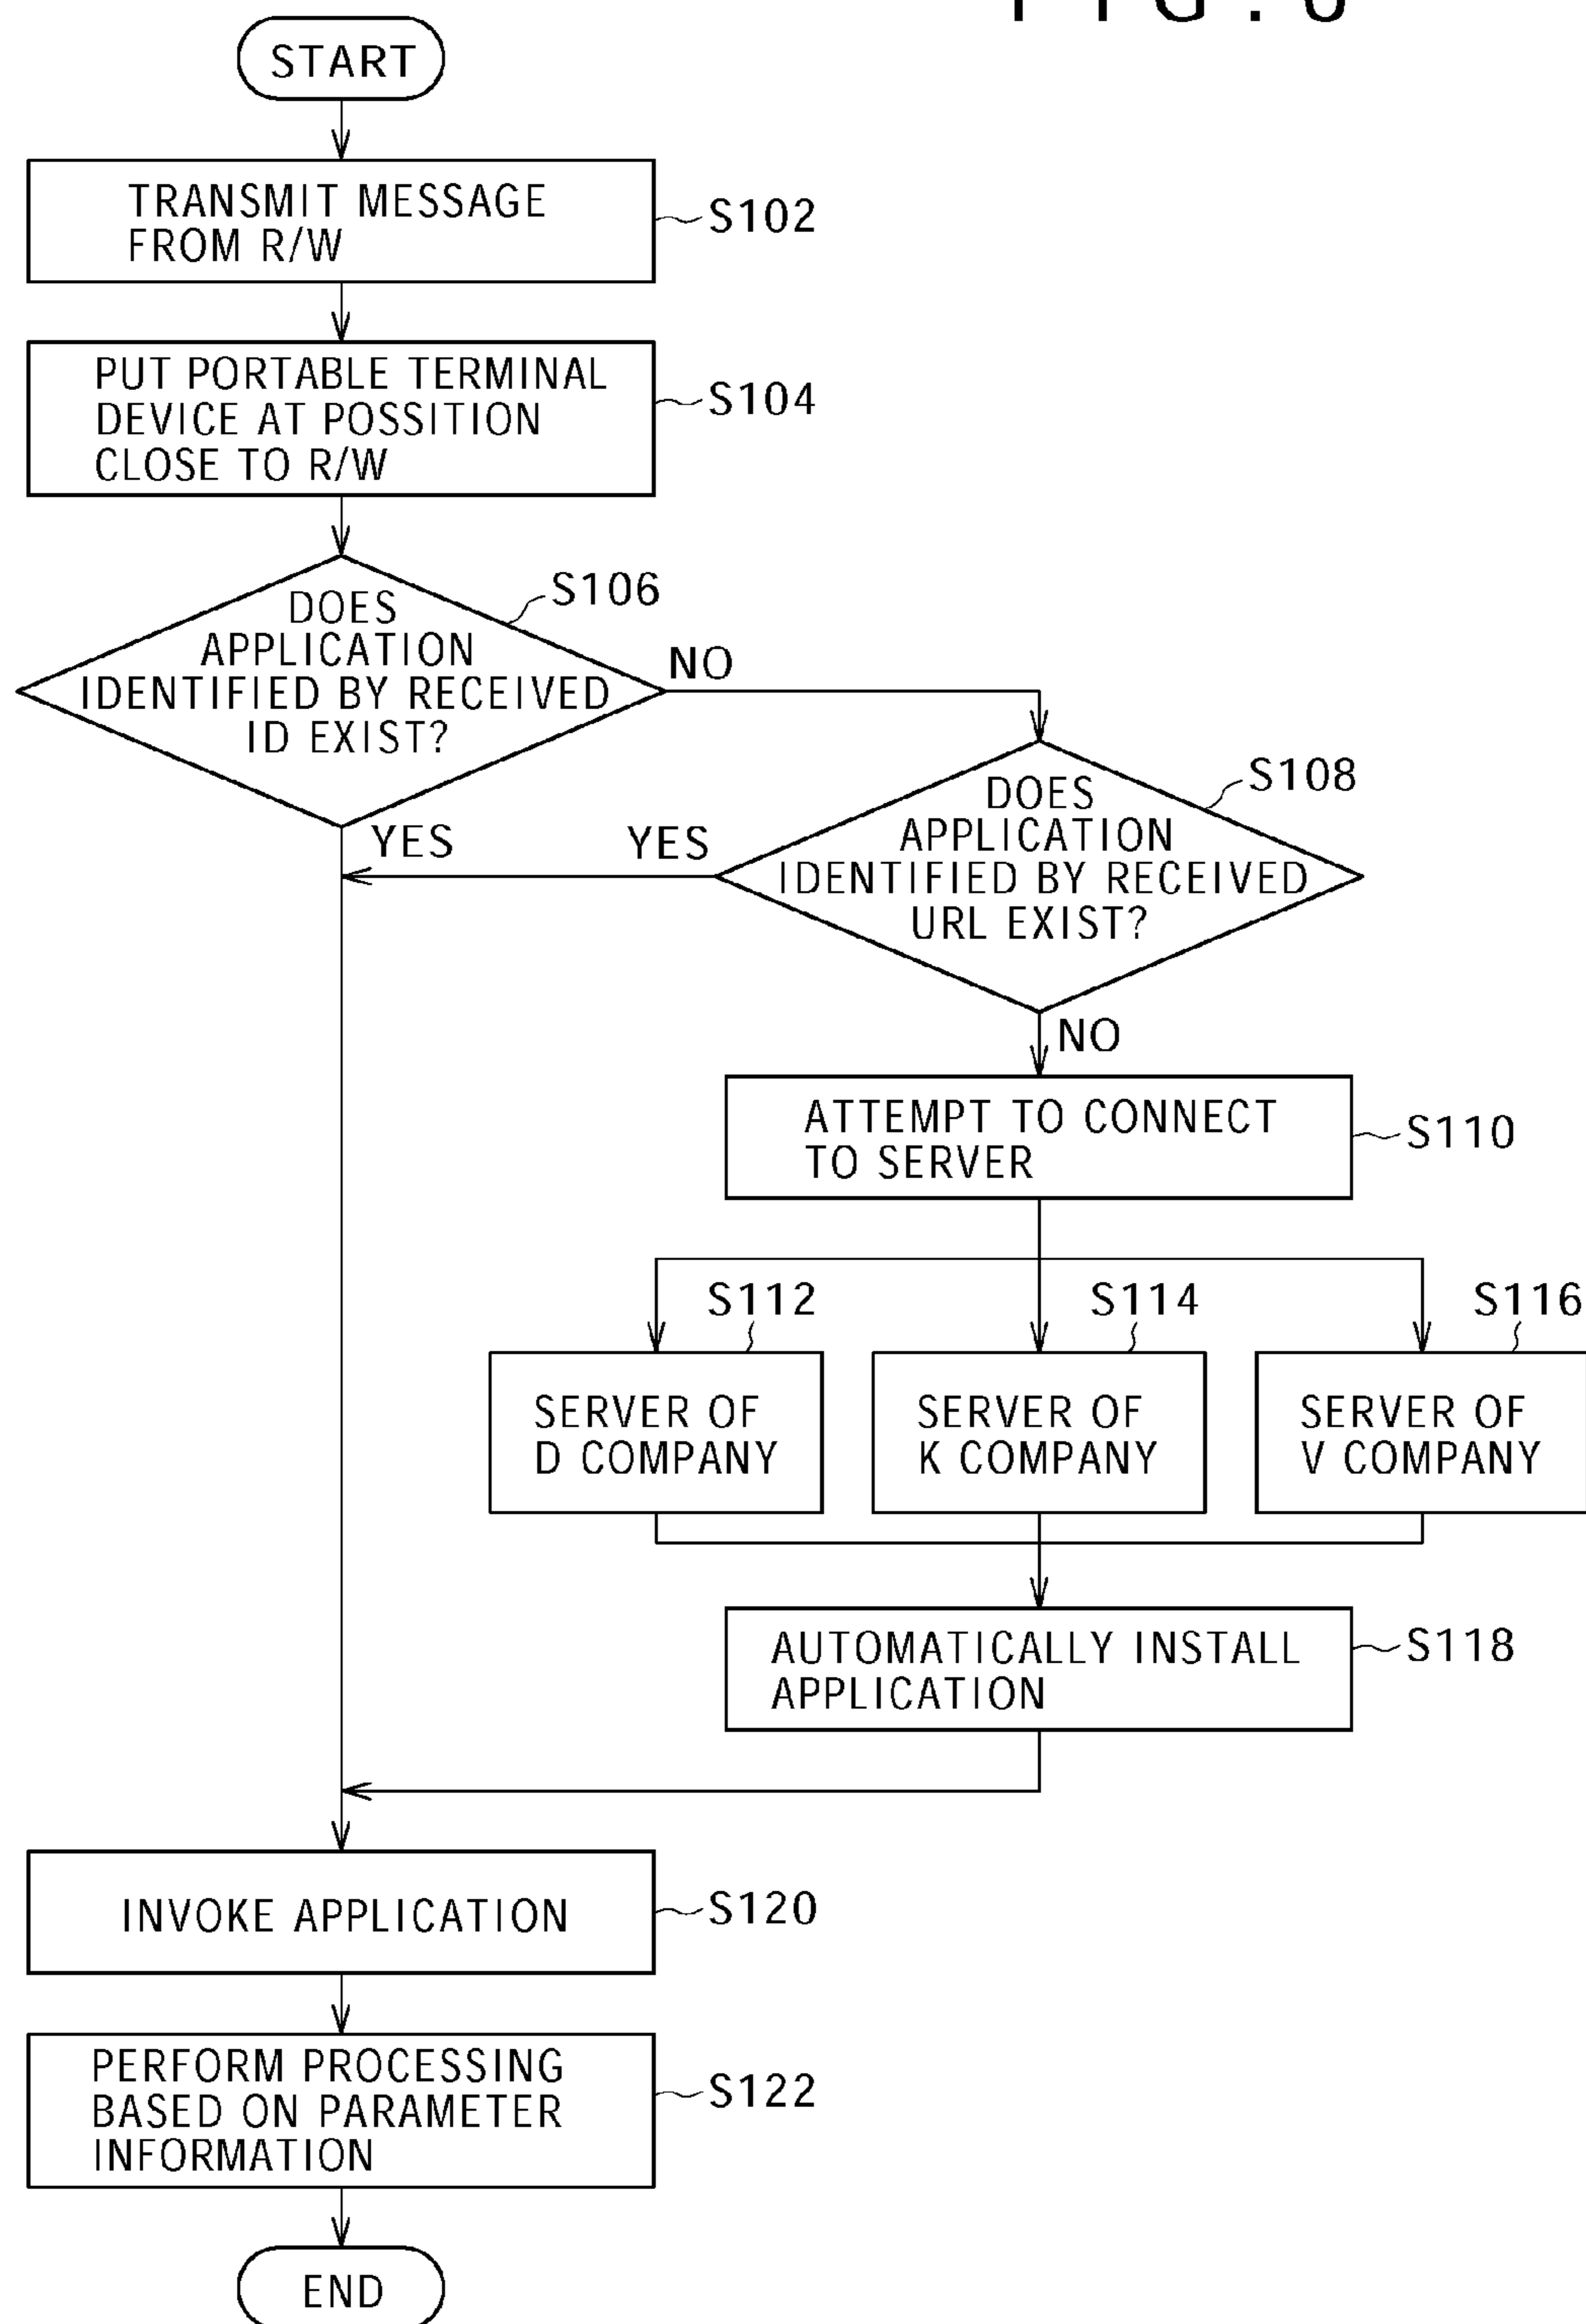 START
TRANSMIT MESSAGE
FROM R/W
S102
PUT PORTABLE TERMINAL
DEVICE AT POSSITION
CLOSE TO R/W
S104
S106
DOES
APPLICATION
IDENTIFIED BY RECEIVED
ID EXIST?
NO
YES
S108
DOES
APPLICATION
IDENTIFIED BY RECEIVED
URL EXIST?
YES
NO
ATTEMPT TO CONNECT
TO SERVER
S110
S112
SERVER OF
D COMPANY
S114
SERVER OF
K COMPANY
S116
SERVER OF
V COMPANY
AUTOMATICALLY INSTALL
APPLICATION
S118
INVOKE APPLICATION
S120
PERFORM PROCESSING
BASED ON PARAMETER
INFORMATION
S122
END